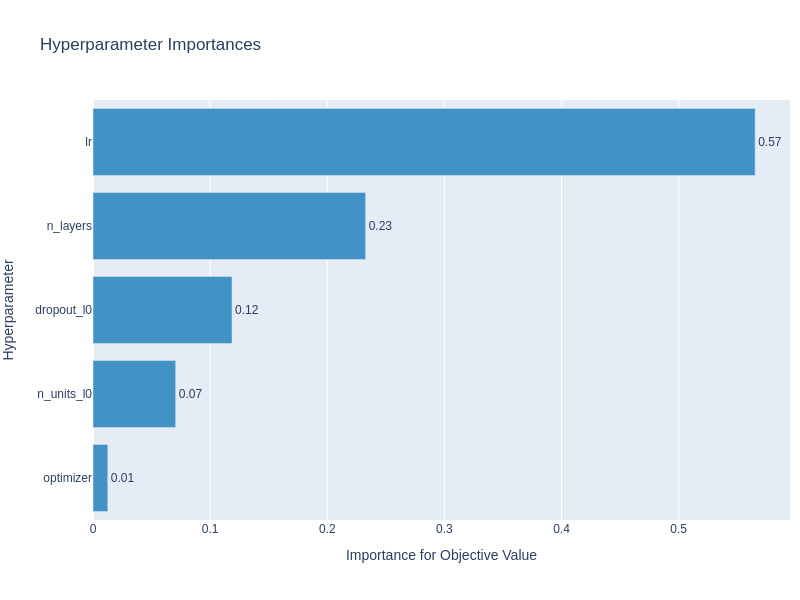 Hyperparameter Importances
Hyperparameter
lr
0.57
n_layers
0.23
dropout_l0
0.12
n_units_l0
0.07
optimizer
0.01
0
0.1
0.2
0.3
0.4
0.5
Importance for Objective Value